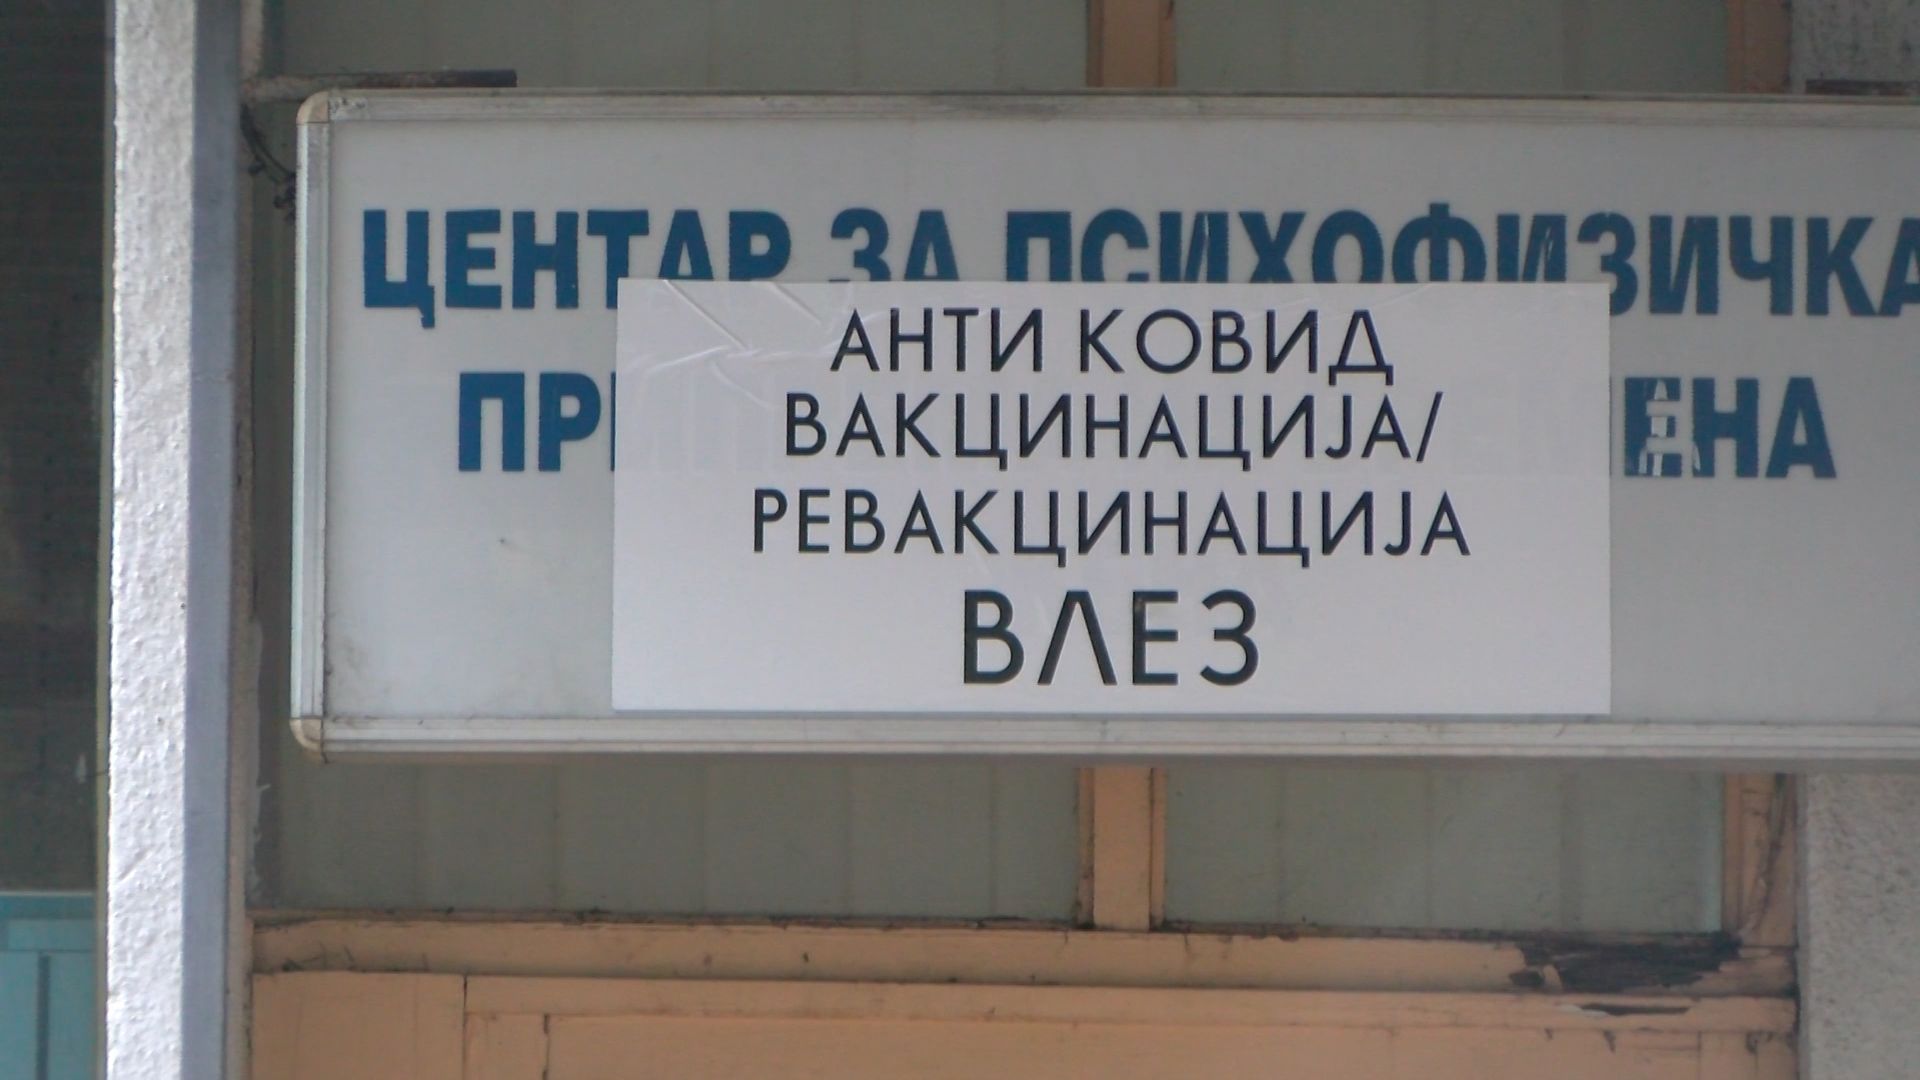 ЦЕНТАР ЗА ПСИХОФИЗИЧКА
АНТИ КОВИД
ВАКЦИНАЦИЈА/
РЕВАКЦИНАЦИЈА
ВЛЕЗ